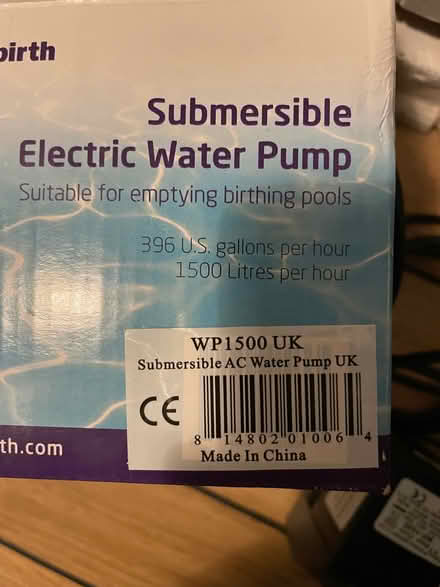 birth
Submersible
Electric Water Pump
Suitable for emptying birthing pools
396 U.S. gallons per hour
1500 Litres per hour
WP1500 UK
Submersible AC Water Pump UK
CE
8 14802 01006 4
Made In China
th.com